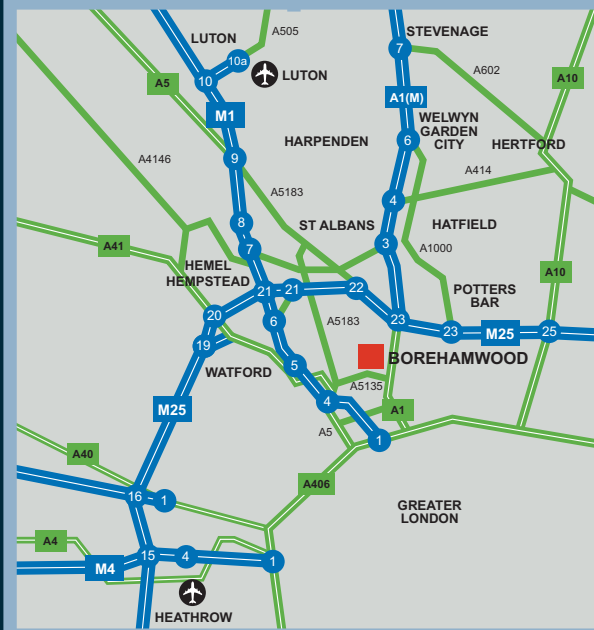 STEVENAGE
A505
LUTON
7
10a
10
LUTON
A602
A10
A5
A1(M)
M1
WELWYN
GARDEN
CITY
HARPENDEN
6
HERTFORD
9
A4146
A414
A5183
4
8
ST ALBANS
HATFIELD
A41
7
3
A1000
HEMEL
HEMPSTEAD
A10
21
21
22
POTTERS
BAR
20
6
A5183
23
23
M25
25
19
BOREHAMWOOD
5
WATFORD
A5135
4
M25
A1
A5
1
A40
A406
16
1
GREATER
LONDON
A4
15
4
1
M4
HEATHROW